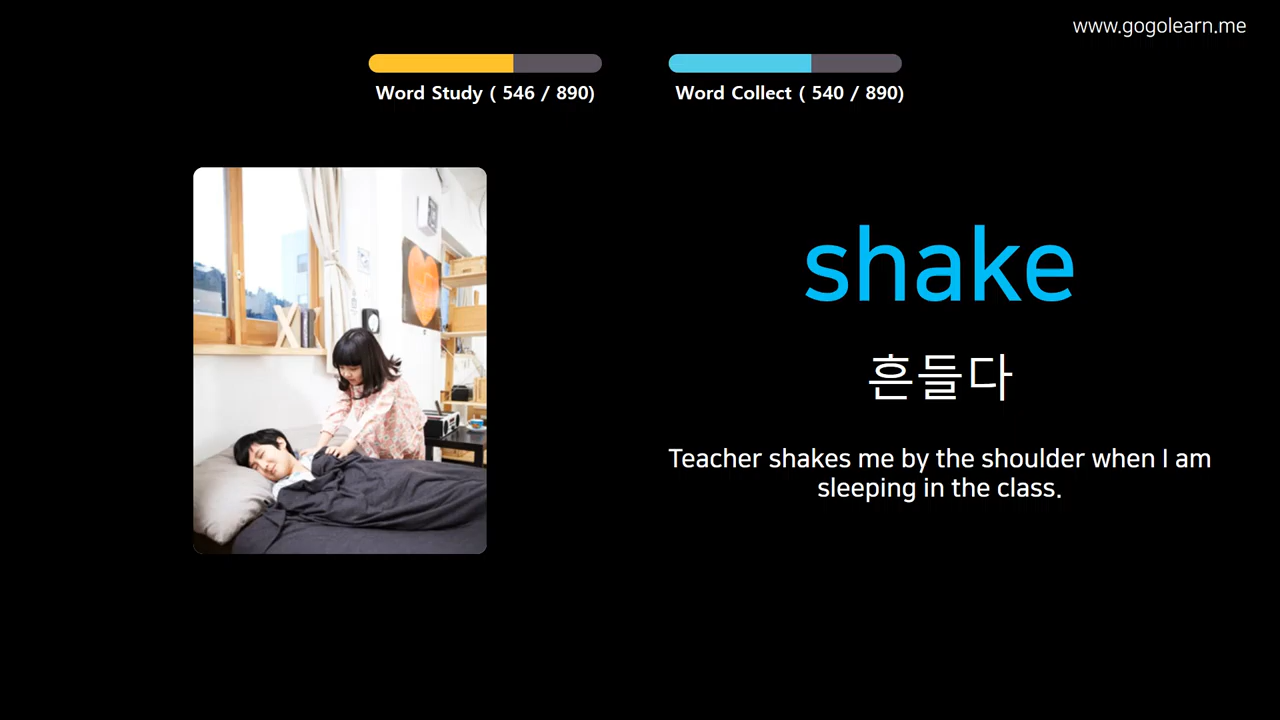 www.gogolearn.me
Word Study ( 546 / 890)
Word Collect ( 540 / 890)
shake
흔들다
Teacher shakes me by the shoulder when I am
sleeping in the class.